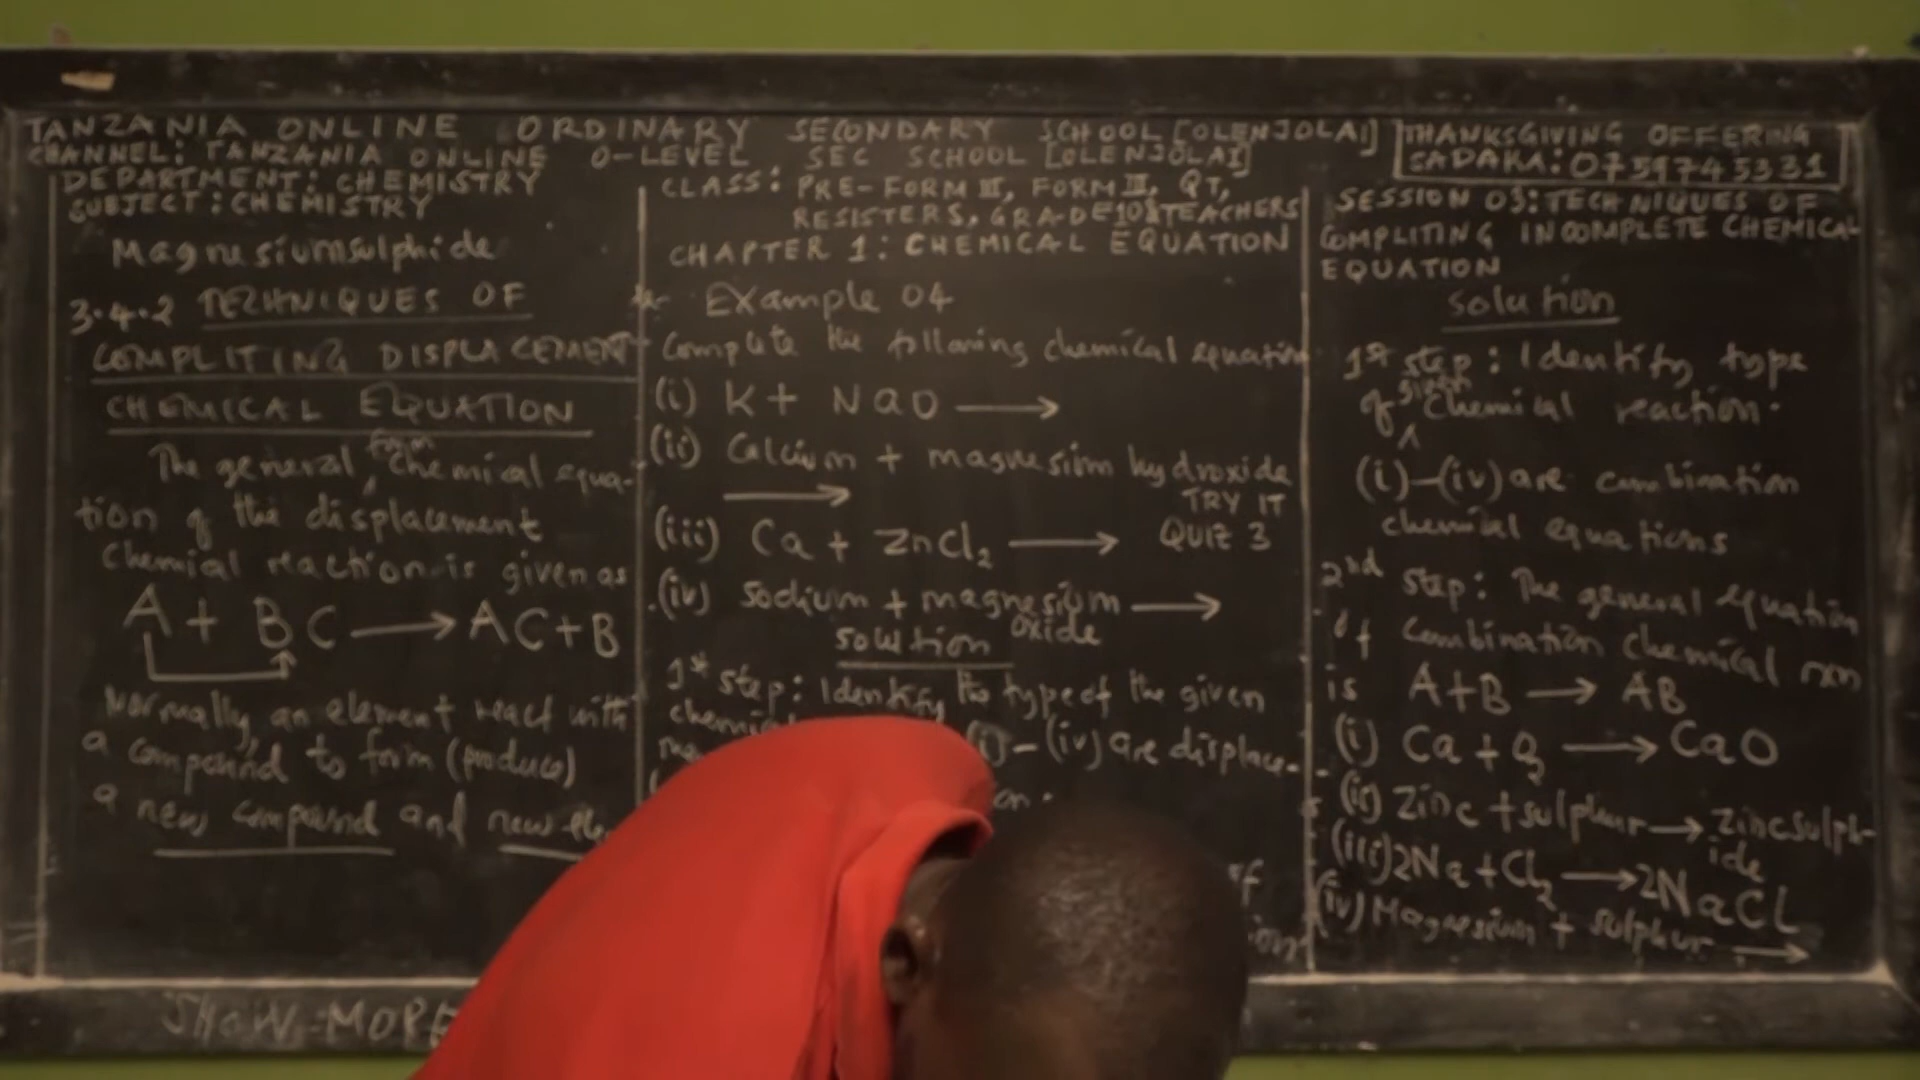 TANZANIA ONLINE ORDINARY SECONDARY SCHOOL [OLENJOLAI]
CHANNEL: TANZANIA ONLINE O-LEVEL SEC SCHOOL [OLENJOLAI]
THANKSGIVING OFFERING
SADAKA: 0759745331
DEPARTMENT: CHEMISTRY
SUBJECT: CHEMISTRY
Magnesiumsulphide
3.4.2 TECHNIQUES OF
COMPLITING DISPLACEMENT
CHEMICAL EQUATION
The general form chemical equa-
tion of the displacement
chemial reaction is given as
A + BC → AC+B
Normally, an element react with
a compound to form (produce)
a new compound and new ele
SHOW MORE
CLASS: PRE-FORM II, FORM III, QT,
RESISTERS, GRADE 10 & TEACHERS
CHAPTER 1: CHEMICAL EQUATION
Example 04
Complete the following chemical equation
(i) K + NaO →
(ii) Calcium + magnesium hydroxide
→ TRY IT
(iii) Ca + ZnCl₂ → QUIZ 3
(iv) sodium + magnesium →
oxide
solution
1st step: Identify the type of the given
(i)-(iv) are displace-
of
SESSION 03: TECHNIQUES OF
COMPLITING INCOMPLETE CHEMICAL
EQUATION
solution
1st step: Identify type
of given chemical reaction.
(i)-(iv) are combination
chemical equations
2nd step: The general equation
of combination chemical rxn
is A+B → AB
(i) Ca + O₂ → CaO
(ii) Zinc + sulphur → zincsulph-
ide
(iii) 2Na + Cl₂ → 2NaCl
(iv) Magnesium + sulphur →